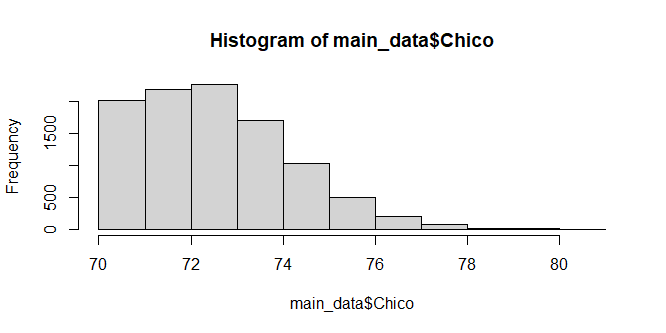 Histogram of main_data$Chico
Frequency
1500
500
0
70 72 74 76 78 80
main_data$Chico